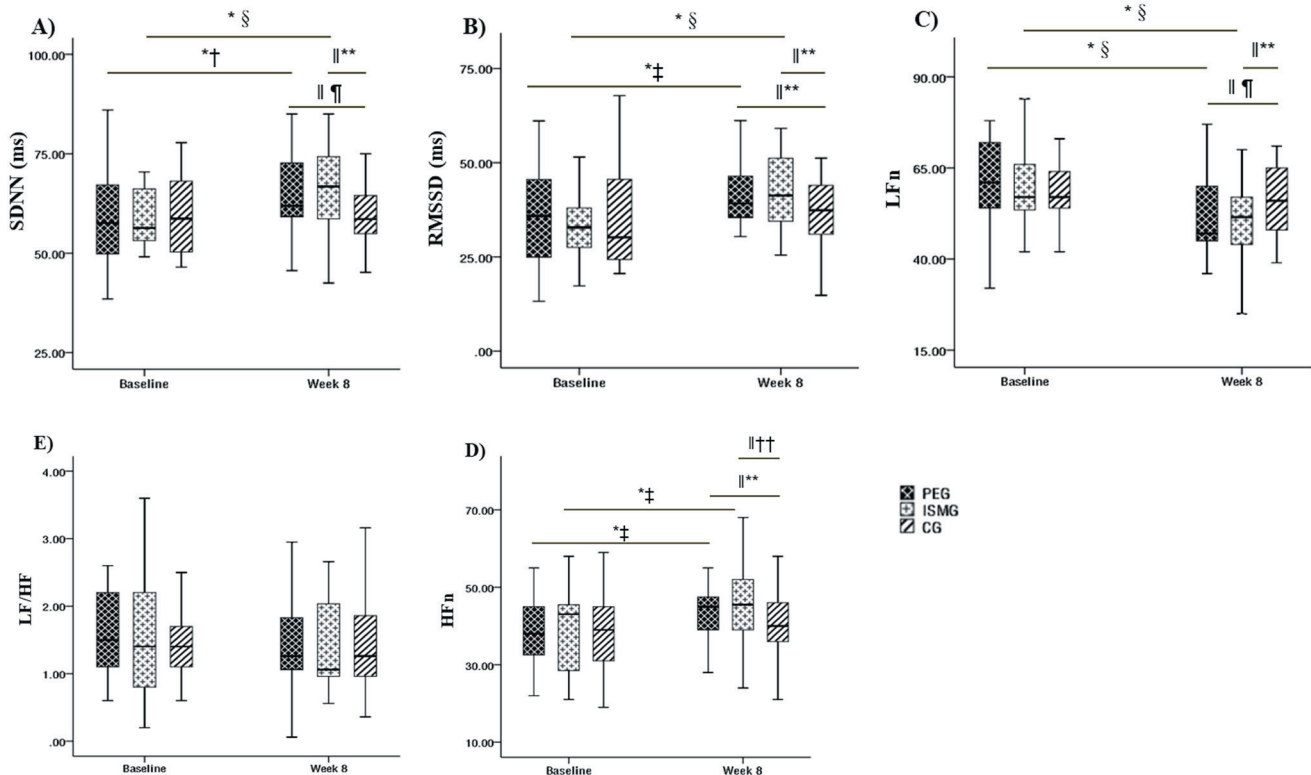 A)
* §
100.00
*†
||**
|| ¶
75.00
SDNN (ms)
50.00
25.00
Baseline
Week 8
B)
* §
75.00
*‡
||**
||**
RMSSD (ms)
50.00
25.00
.00
Baseline
Week 8
C)
* §
* §
||**
90.00
|| ¶
65.00
LFn
40.00
15.00
Baseline
Week 8
E)
4.00
3.00
LF/HF
2.00
1.00
.00
Baseline
Week 8
D)
||††
*‡
||**
70.00
*‡
50.00
HFn
30.00
10.00
Baseline
Week 8
PEG
ISMG
CG